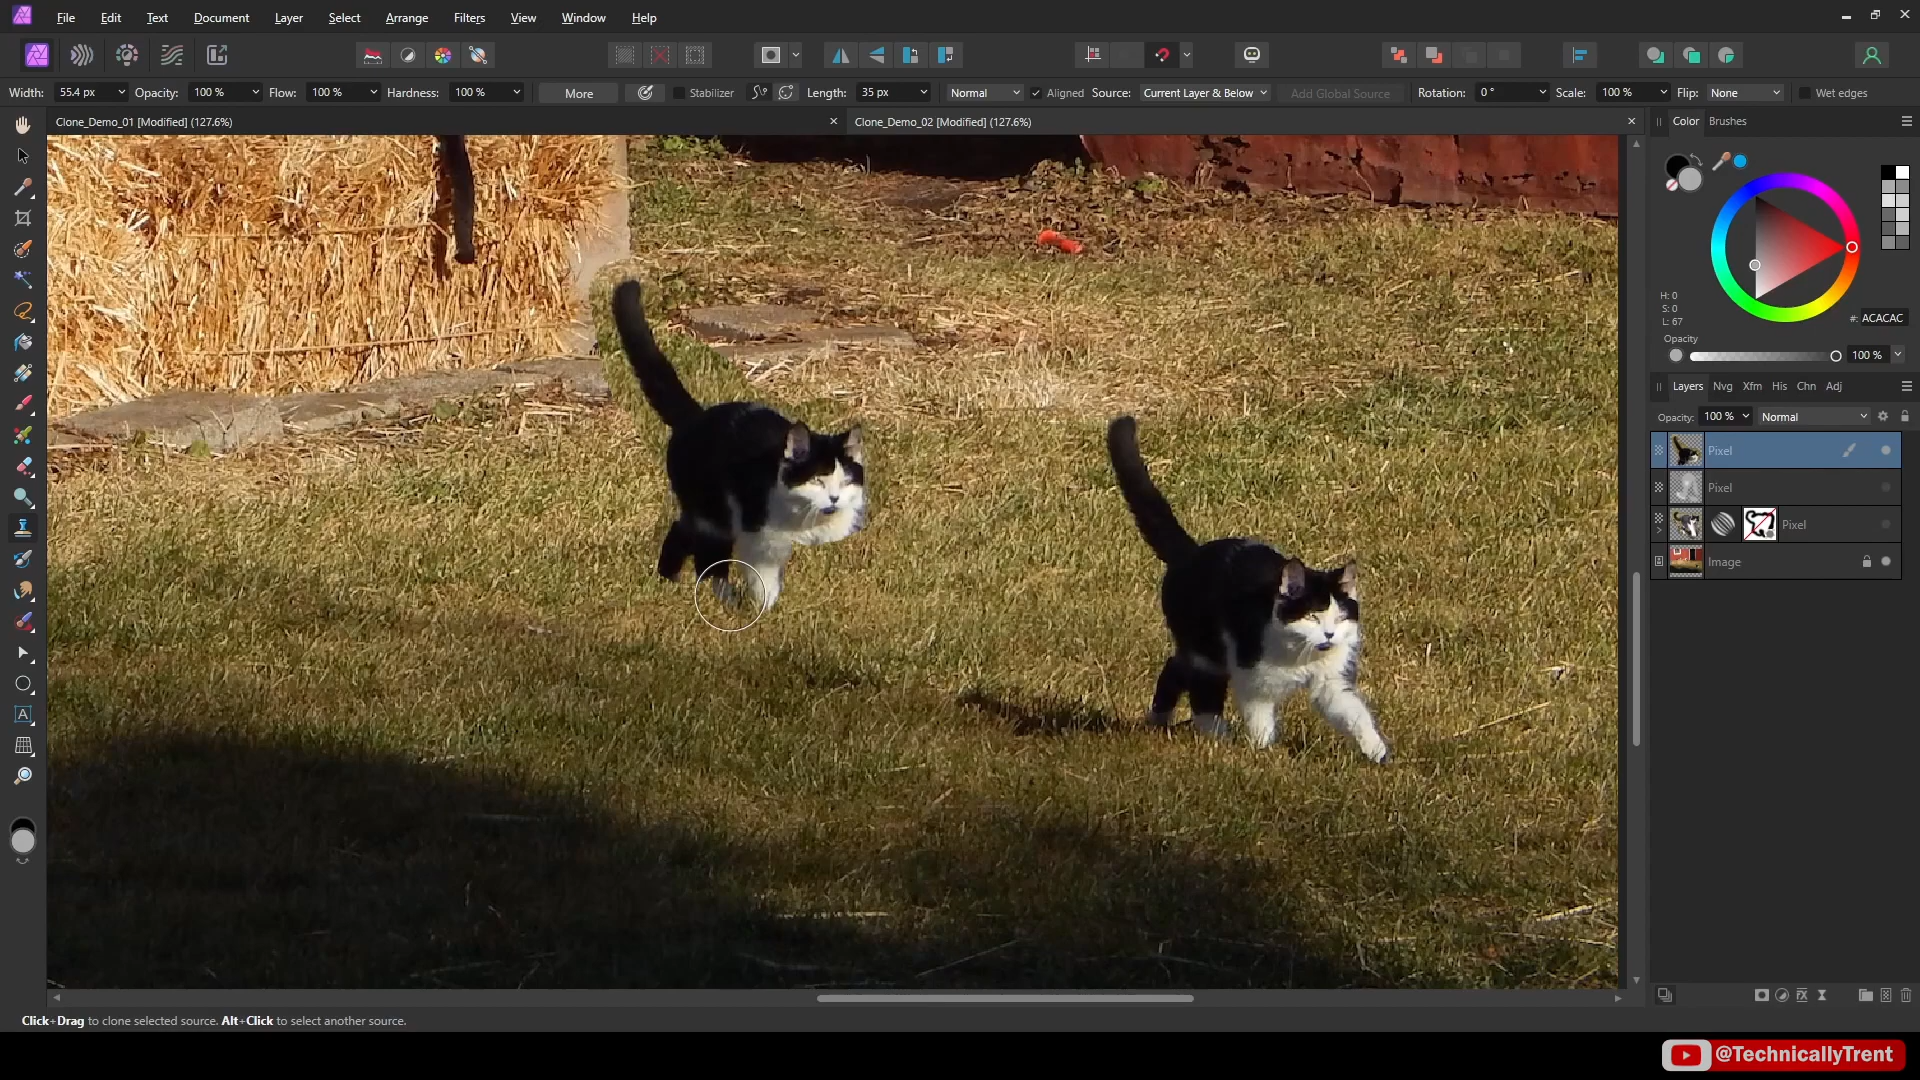 File Edit Text Document Layer Select Arrange Filters View Window Help
Width: 55.4 px Opacity: 100 % Flow: 100 % Hardness: 100 % More Stabilizer Length: 35 px Normal Aligned Source: Current Layer & Below Add Global Source Rotation: 0 ° Scale: 100 % Flip: None Wet edges
Clone_Demo_01 [Modified] (127.6%)
Clone_Demo_02 [Modified] (127.6%)
Color Brushes
H: 0
S: 0
L: 67
#: ACACAC
Opacity
100 %
Layers Nvg Xfm His Chn Adj
Opacity: 100 % Normal
Pixel
Pixel
Pixel
Image
A
Click+Drag to clone selected source. Alt+Click to select another source.
@TechnicallyTrent